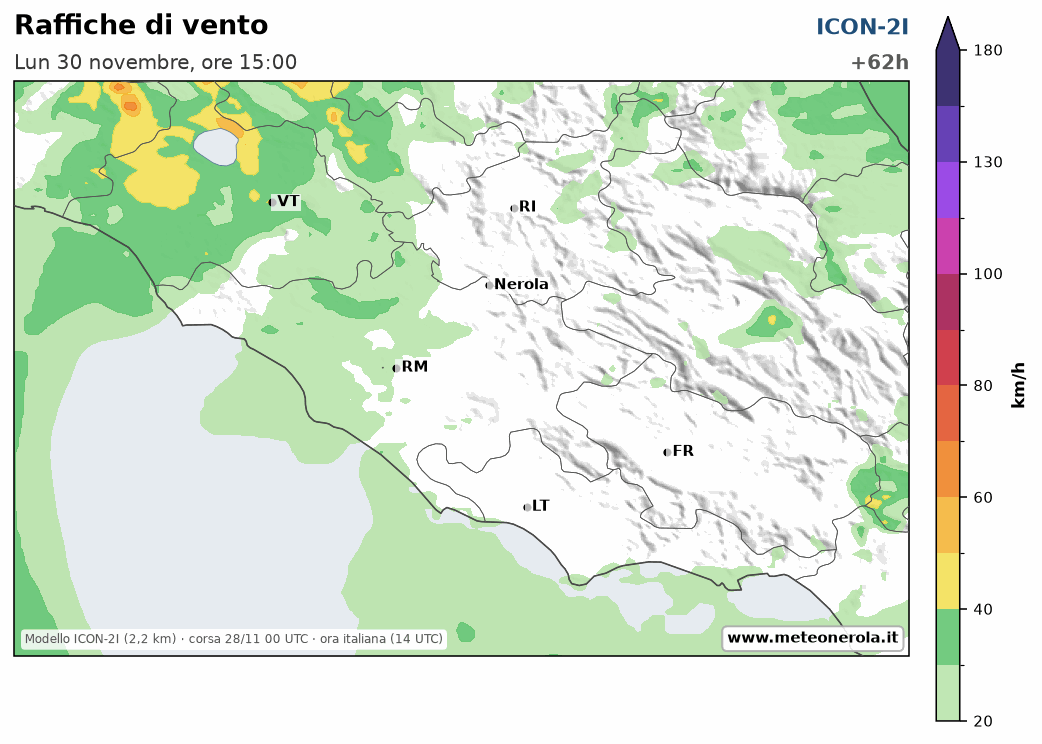 Raffiche di vento
ICON-2I
Lun 30 novembre, ore 15:00
+62h
180
130
100
80
60
40
20
km/h
VT
RI
Nerola
RM
FR
LT
Modello ICON-2I (2,2 km) · corsa 28/11 00 UTC · ora italiana (14 UTC)
www.meteonerola.it